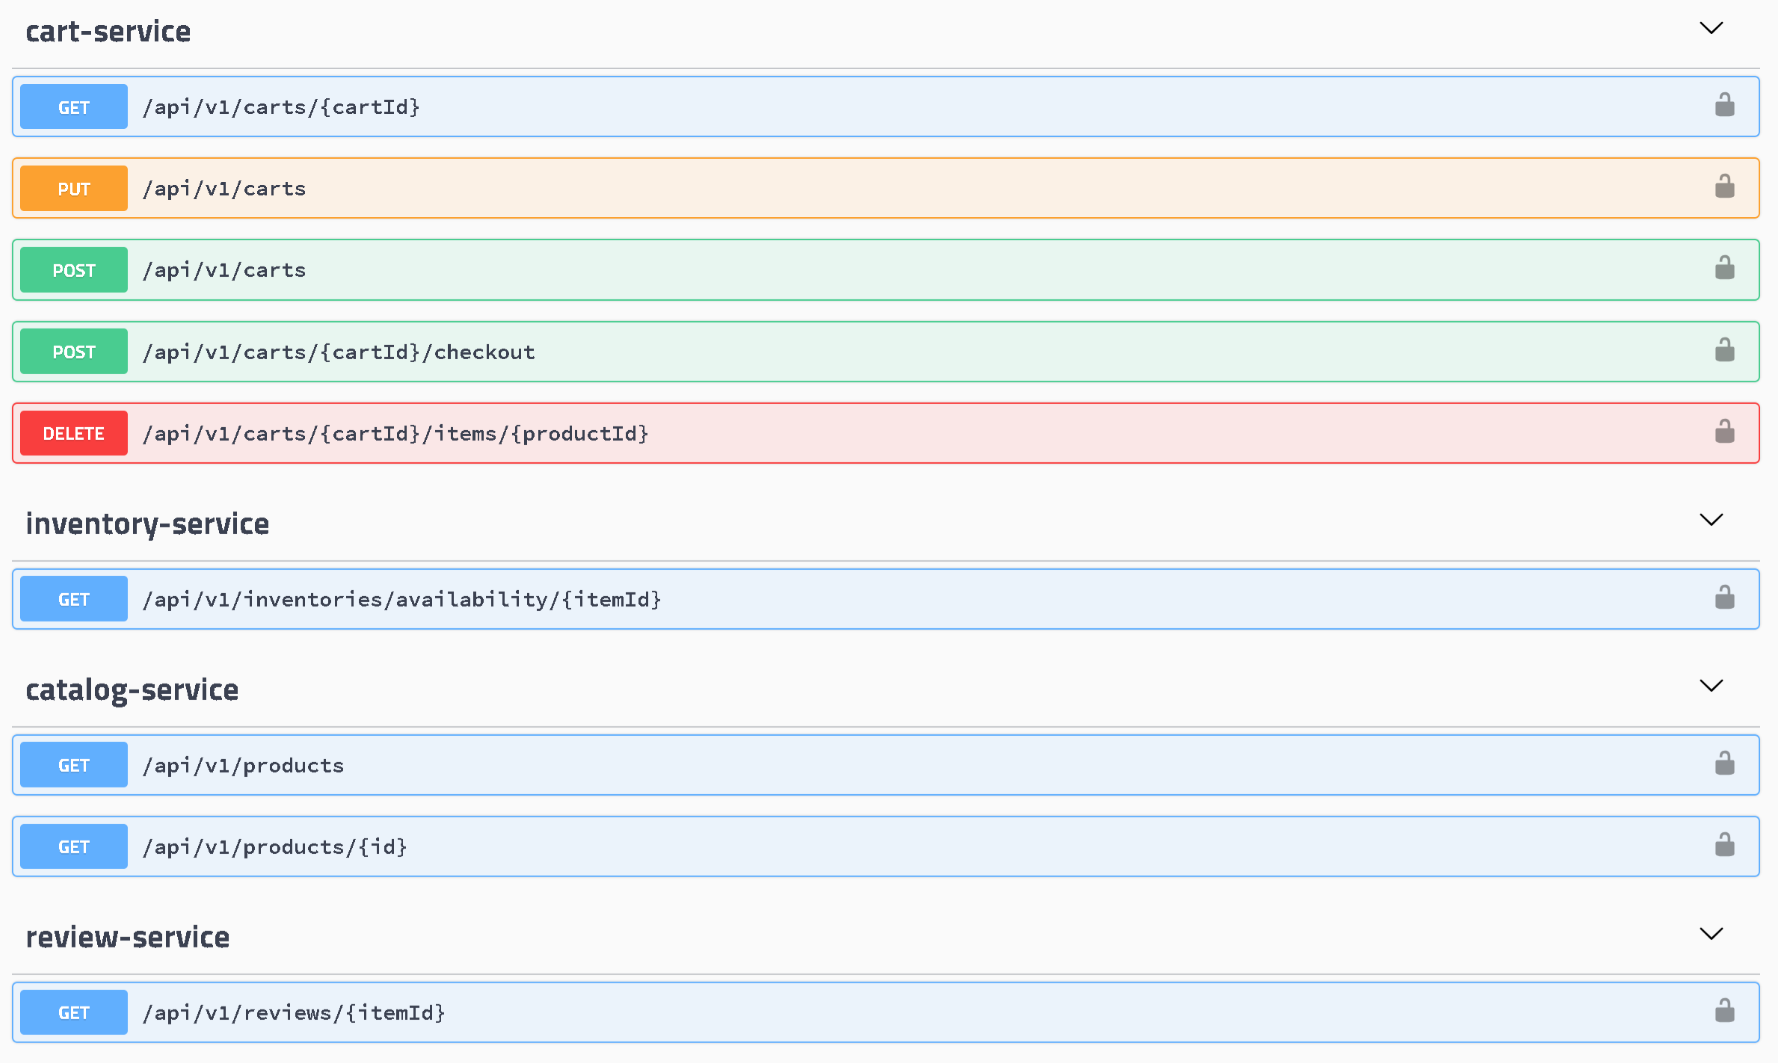 cart-service
GET /api/v1/carts/{cartId}
PUT /api/v1/carts
POST /api/v1/carts
POST /api/v1/carts/{cartId}/checkout
DELETE /api/v1/carts/{cartId}/items/{productId}
inventory-service
GET /api/v1/inventories/availability/{itemId}
catalog-service
GET /api/v1/products
GET /api/v1/products/{id}
review-service
GET /api/v1/reviews/{itemId}